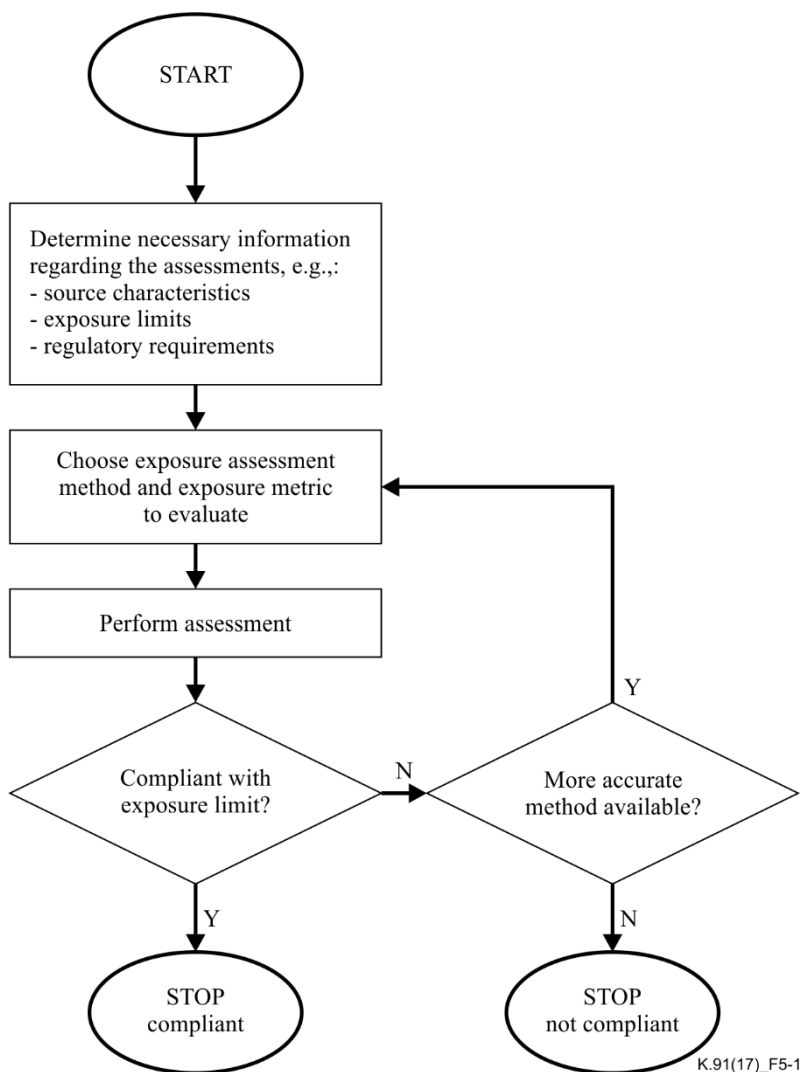 START
Determine necessary information
regarding the assessments, e.g.,:
- source characteristics
- exposure limits
- regulatory requirements
Choose exposure assessment
method and exposure metric
to evaluate
Perform assessment
Compliant with
exposure limit?
N
More accurate
method available?
Y
Y
N
STOP
compliant
STOP
not compliant
K.91(17)_F5-1